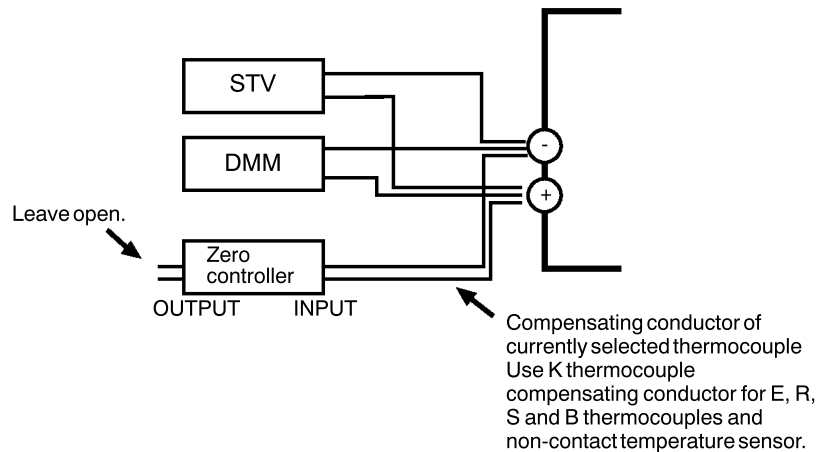 STV
-
DMM
+
Leave open.
Zero
controller
OUTPUT
INPUT
Compensating conductor of
currently selected thermocouple
Use K thermocouple
compensating conductor for E, R,
S and B thermocouples and
non-contact temperature sensor.